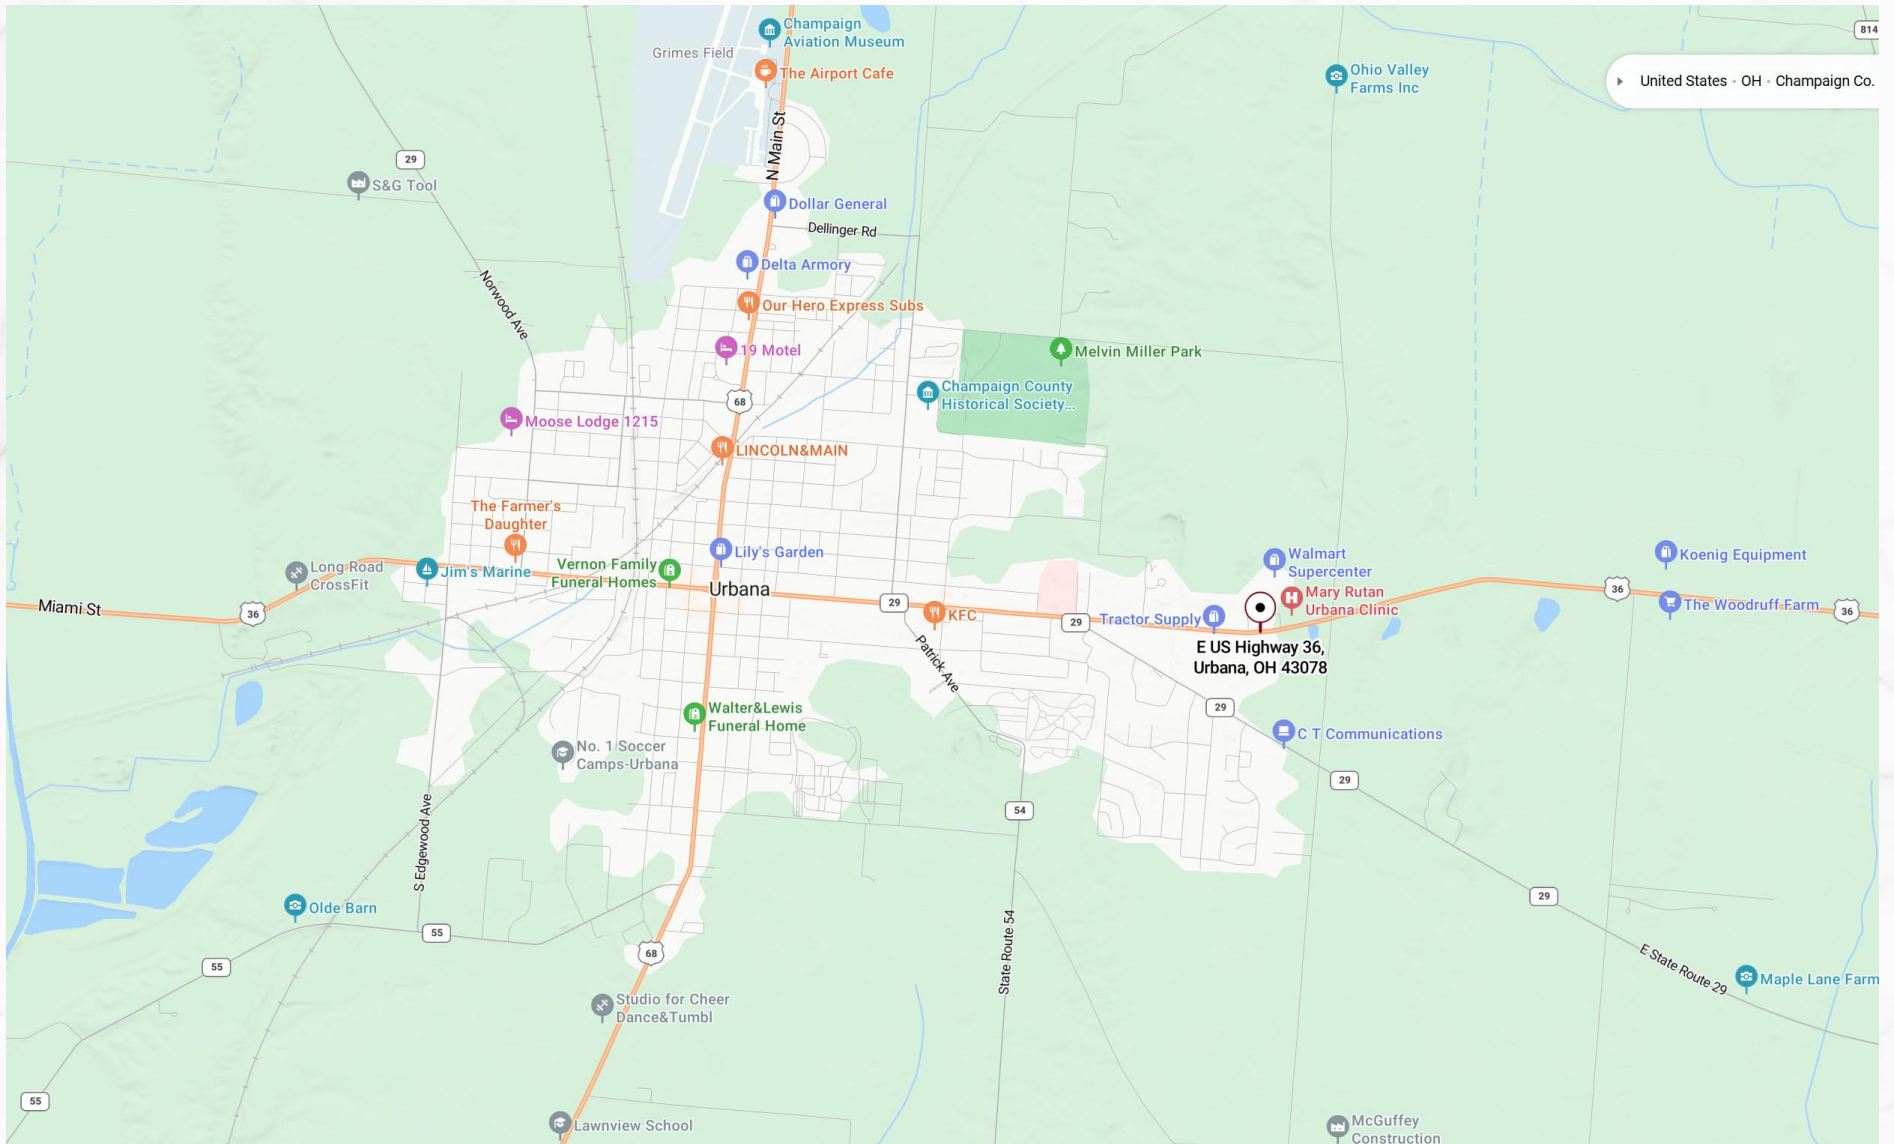 Champaign
Aviation Museum
Grimes Field
The Airport Cafe
814
Ohio Valley
Farms Inc
United States • OH • Champaign Co.
N Main St
29
S&G Tool
Dollar General
Dellinger Rd
Delta Armory
Norwood Ave
Our Hero Express Subs
19 Motel
Melvin Miller Park
Champaign County
Historical Society...
68
Moose Lodge 1215
LINCOLN&MAIN
The Farmer's
Daughter
Long Road
CrossFit
Jim's Marine
Vernon Family
Funeral Homes
Lily's Garden
Urbana
Walmart
Supercenter
Koenig Equipment
Miami St
36
29
KFC
29
Tractor Supply
Mary Rutan
Urbana Clinic
36
The Woodruff Farm
36
E US Highway 36,
Urbana, OH 43078
Patrick Ave
29
Walter&Lewis
Funeral Home
C T Communications
No. 1 Soccer
Camps-Urbana
29
54
S Edgewood Ave
Olde Barn
29
55
55
68
State Route 54
E State Route 29
Maple Lane Farm
Studio for Cheer
Dance&Tumbl
55
Lawnview School
McGuffey
Construction